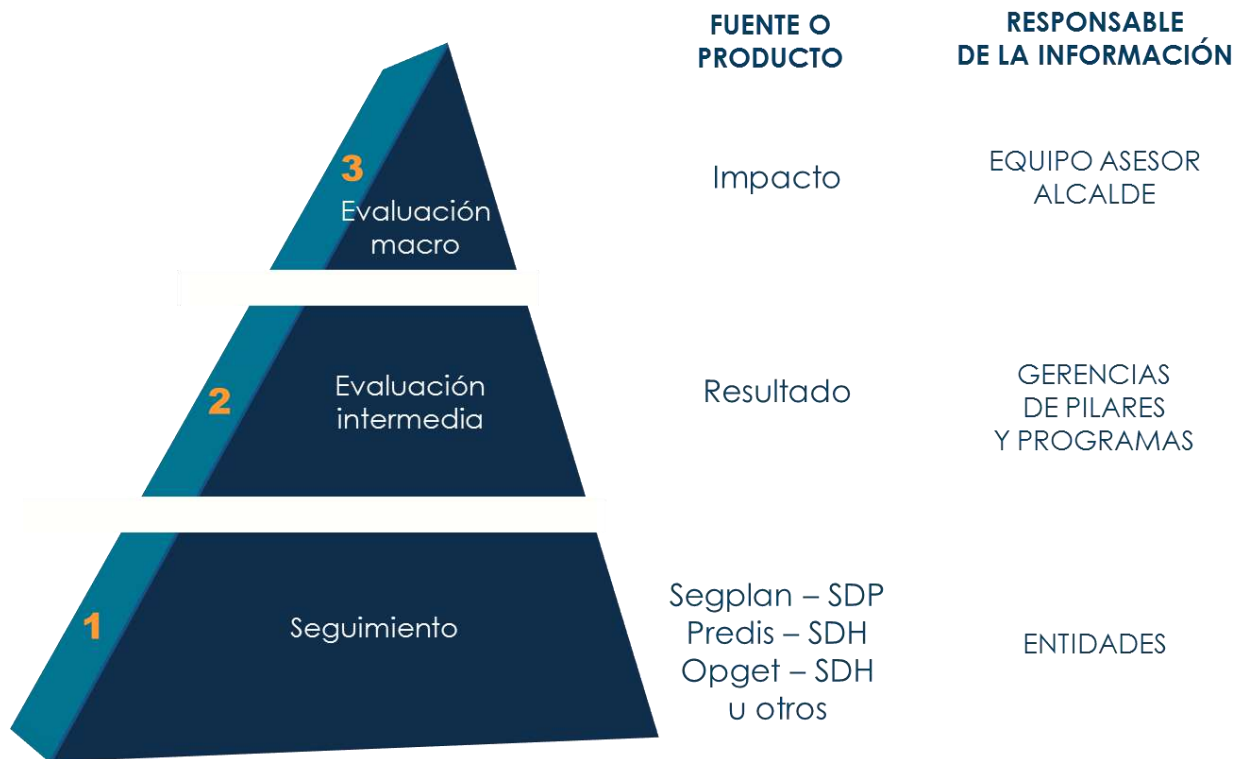 FUENTE O
PRODUCTO
RESPONSABLE
DE LA INFORMACIÓN
3
Evaluación
macro
Impacto
EQUIPO ASESOR
ALCALDE
2
Evaluación
intermedia
Resultado
GERENCIAS
DE PILARES
Y PROGRAMAS
1
Seguimiento
Segplan – SDP
Predis – SDH
Opget – SDH
u otros
ENTIDADES